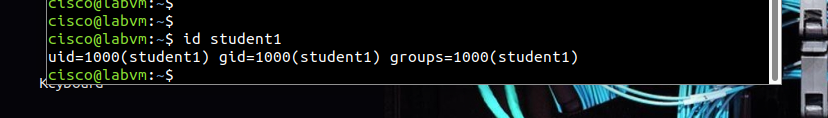 cisco@labvm:~$
cisco@labvm:~$
cisco@labvm:~$ id student1
uid=1000(student1) gid=1000(student1) groups=1000(student1)
cisco@labvm:~$
Keyboard